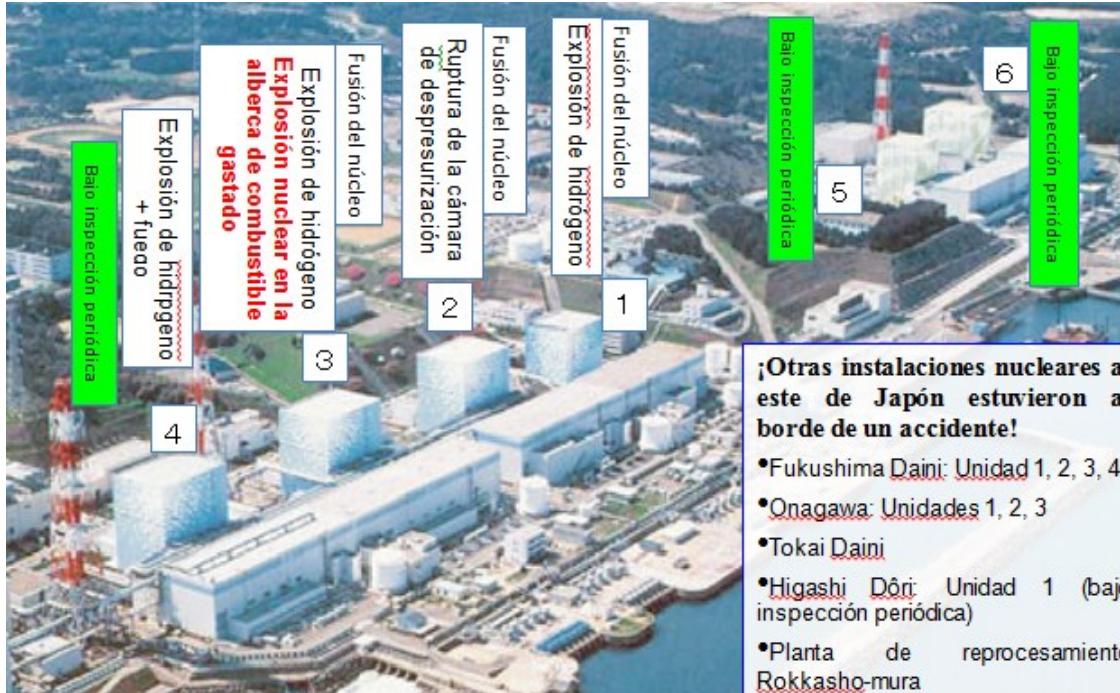 Bajo inspección periódica
Explosión de hidrpgeno
+ fuego
4
Fusión del núcleo
Explosión de hidrógeno
Explosión nuclear en la
alberca de combustible
gastado
3
Fusión del núcleo
Ruptura de la cámara
de despresurización
2
Fusión del núcleo
Explosión de hidrógeno
1
Bajo inspección periódica
5
6
Bajo inspección periódica
¡Otras instalaciones nucleares a
este de Japón estuvieron a
borde de un accidente!
•Fukushima Daini: Unidad 1, 2, 3, 4
•Onagawa: Unidades 1, 2, 3
•Tokai Daini
•Higashi Dôri: Unidad 1 (bajo
inspección periódica)
•Planta de reprocesamiento
Rokkasho-mura